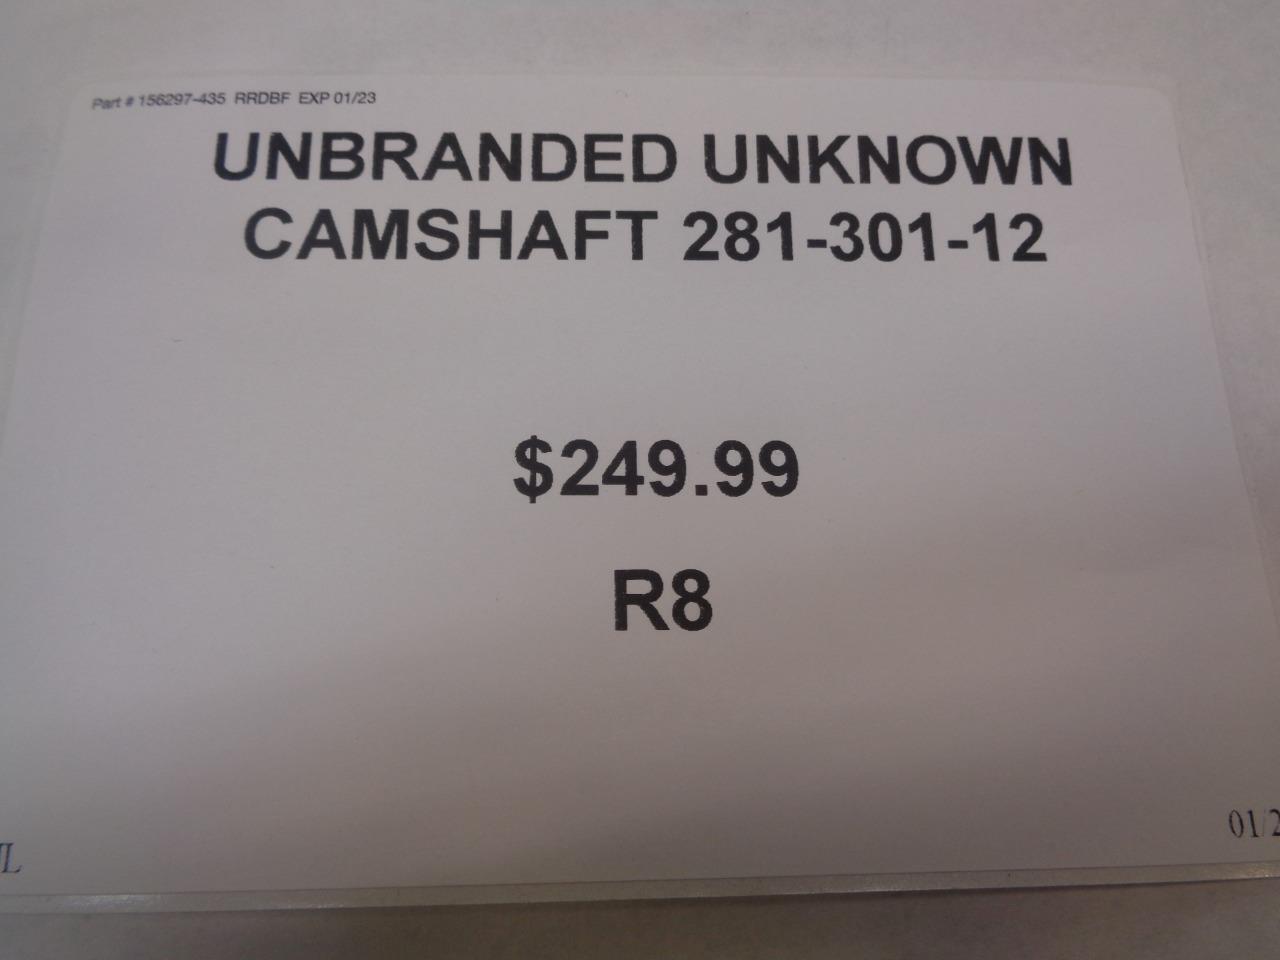 Part # 156297-435 RRDBF EXP 01/23
UNBRANDED UNKNOWN
CAMSHAFT 281-301-12
$249.99
R8